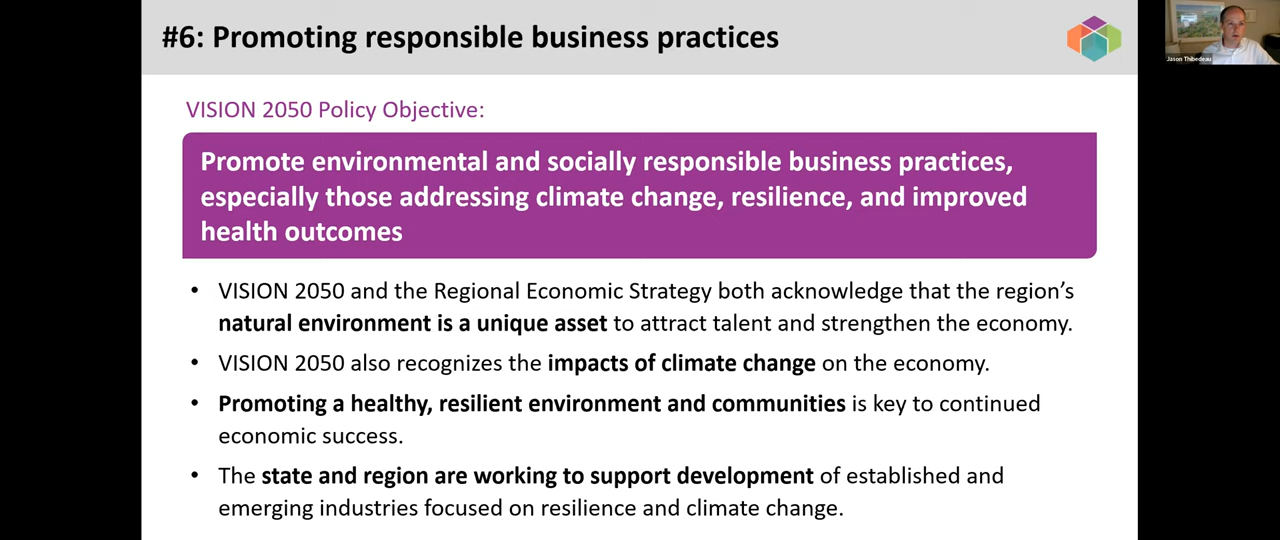 #6: Promoting responsible business practices
Jason Thibedeau
VISION 2050 Policy Objective:
Promote environmental and socially responsible business practices,
especially those addressing climate change, resilience, and improved
health outcomes
• VISION 2050 and the Regional Economic Strategy both acknowledge that the region's
natural environment is a unique asset to attract talent and strengthen the economy.
• VISION 2050 also recognizes the impacts of climate change on the economy.
• Promoting a healthy, resilient environment and communities is key to continued
economic success.
• The state and region are working to support development of established and
emerging industries focused on resilience and climate change.